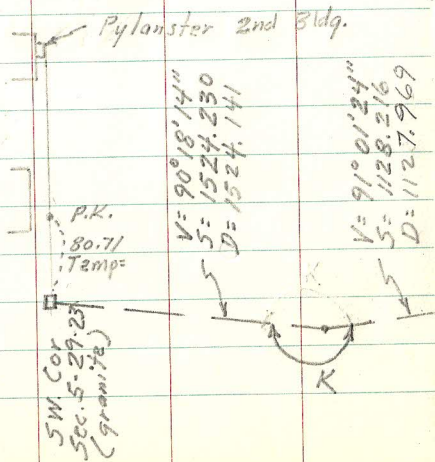 Pylanster 2nd Bldg.
V= 90° 18' 14"
S= 1524.230
D= 1524.141
V= 91° 01' 24"
S= 1128.216
D= 1127.969
P.K.
80.71
Temp=
SW. Cor
Sec. 5-29-23
(granite)
K